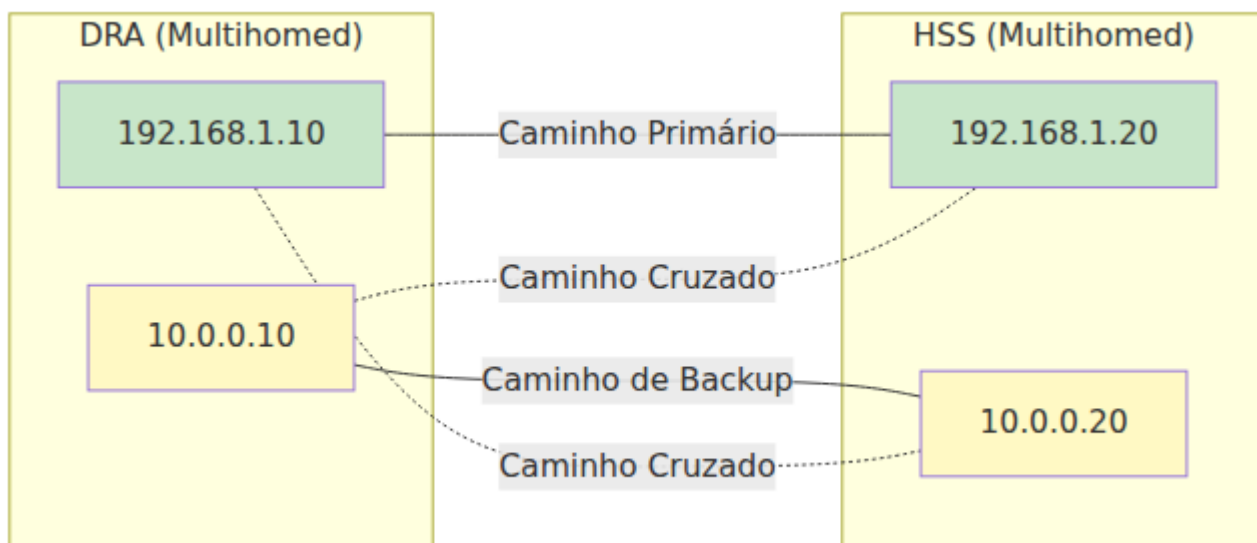 DRA (Multihomed)
HSS (Multihomed)
192.168.1.10
Caminho Primário
192.168.1.20
Caminho Cruzado
10.0.0.10
Caminho de Backup
10.0.0.20
Caminho Cruzado